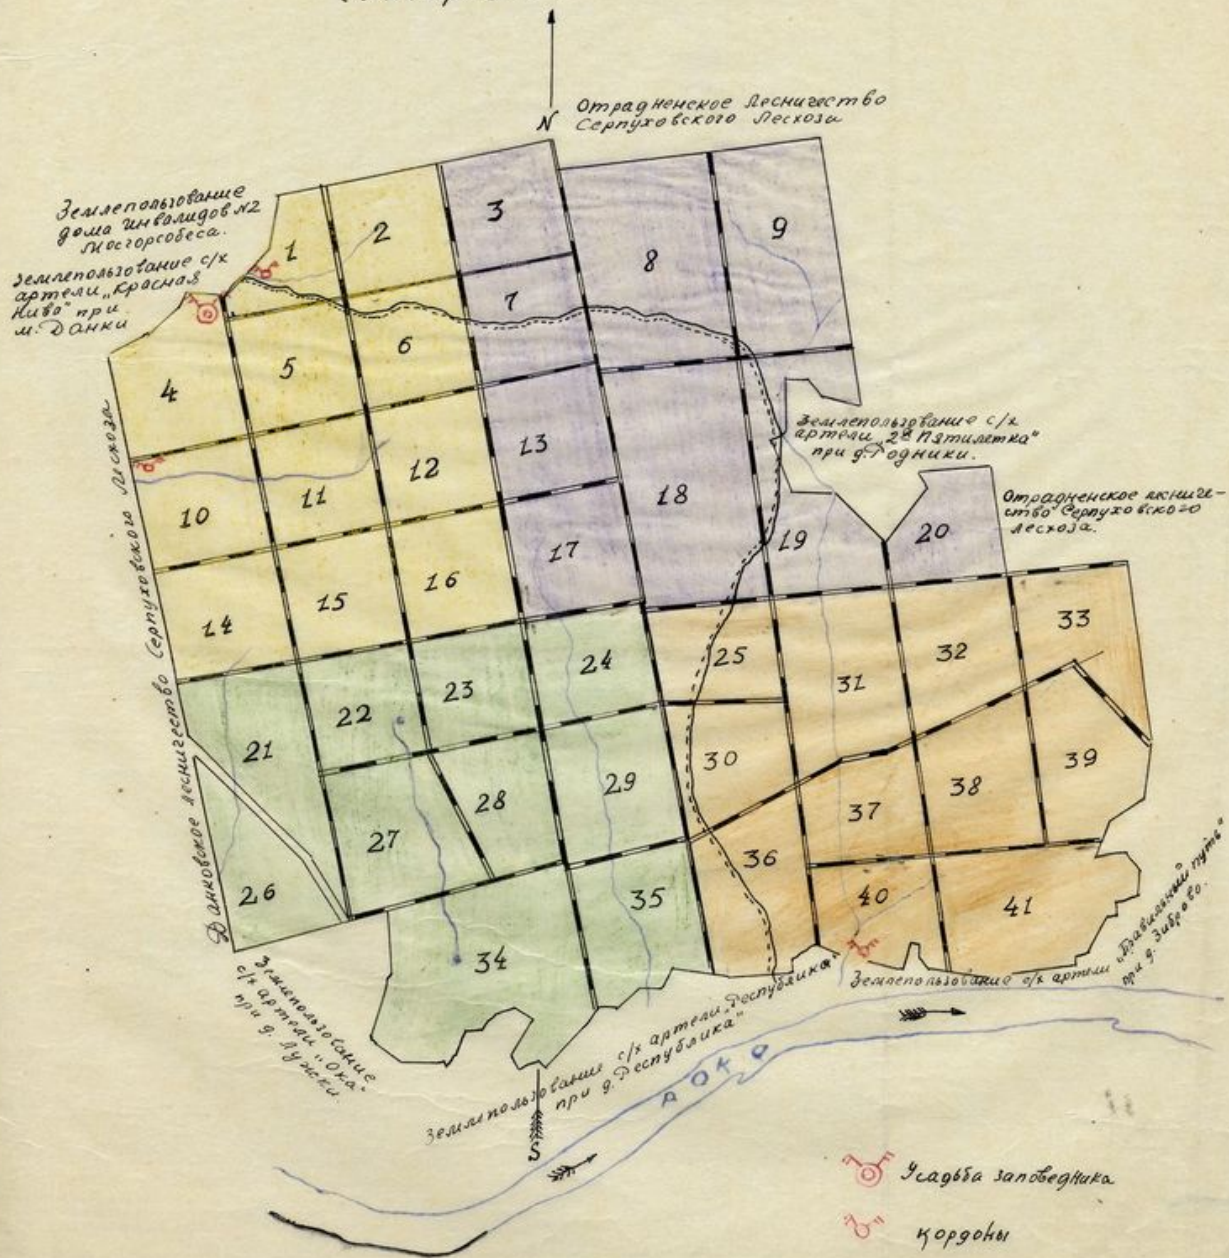 N
Отрадненское Лесничество
Серпуховского Лесхоза
Землепользование
дома инвалидов №2
Мосгорсобеса.
Землепользование с/х
артели „Красная
Нива" при
м. Данки
Данковское лесничество Серпуховского Лесхоза
1
2
3
4
5
6
7
8
9
10
11
12
13
14
15
16
17
18
19
20
21
22
23
24
25
26
27
28
29
30
31
32
33
34
35
36
37
38
39
40
41
Землепользование с/х
артели „2я Пятилетка"
при д. Родники.
Отрадненское лесниче-
ство Серпуховского
лесхоза.
Землепользование
с/х артели „Ока"
при д. Лужки.
Землепользование с/х артели „Республика"
при д. „Республика"
Землепользование с/х артели „Правильный путь"
при д. Зиброво.
р Ока
S
Усадьба заповедника
кордоны